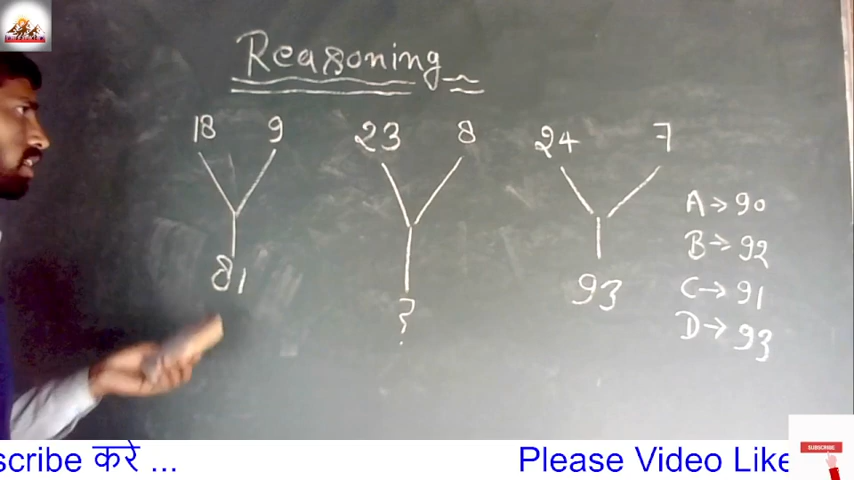 Reasoning
18 9 23 8 24 7
81 ? 93
A → 90
B → 92
C → 91
D → 93
scribe करे ... Please Video Like
SUBSCRIBE